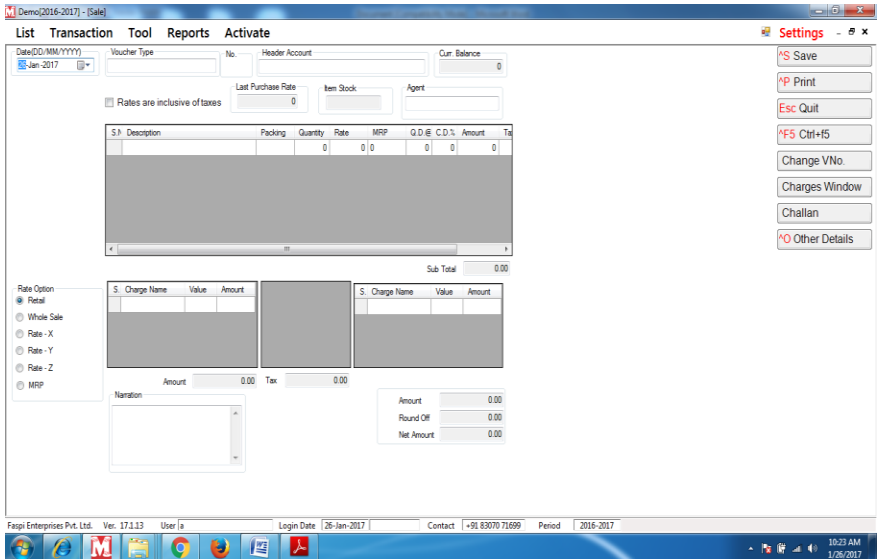 Demo[2016-2017] - [Sale]
List Transaction Tool Reports Activate Settings
Date(DD/MM/YYYY) Voucher Type No. Header Account Curr. Balance
26-Jan-2017 0
Last Purchase Rate Item Stock Agent
Rates are inclusive of taxes 0
S.N Description Packing Quantity Rate MRP Q.D.@ C.D.% Amount Ta
0 0 0 0 0 0
Sub Total 0.00
Rate Option
Retail
Whole Sale
Rate - X
Rate - Y
Rate - Z
MRP
S. Charge Name Value Amount
S. Charge Name Value Amount
Amount 0.00 Tax 0.00
Narration
Amount 0.00
Round Off 0.00
Net Amount 0.00
^S Save
^P Print
Esc Quit
^F5 Ctrl+f5
Change VNo.
Charges Window
Challan
^O Other Details
Faspi Enterprises Pvt. Ltd. Ver. 17.1.13 User a Login Date 26-Jan-2017 Contact +91 83070 71699 Period 2016-2017
10:23 AM
1/26/2017